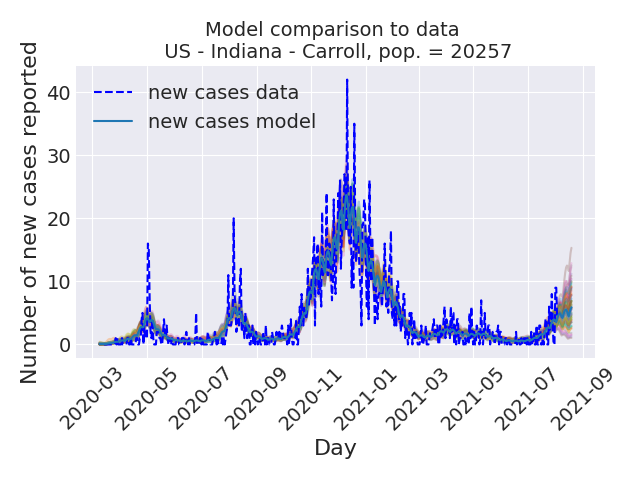 Model comparison to data
US - Indiana - Carroll, pop. = 20257
Number of new cases reported
40
30
20
10
0
new cases data
new cases model
2020-03
2020-05
2020-07
2020-09
2020-11
2021-01
2021-03
2021-05
2021-07
2021-09
Day